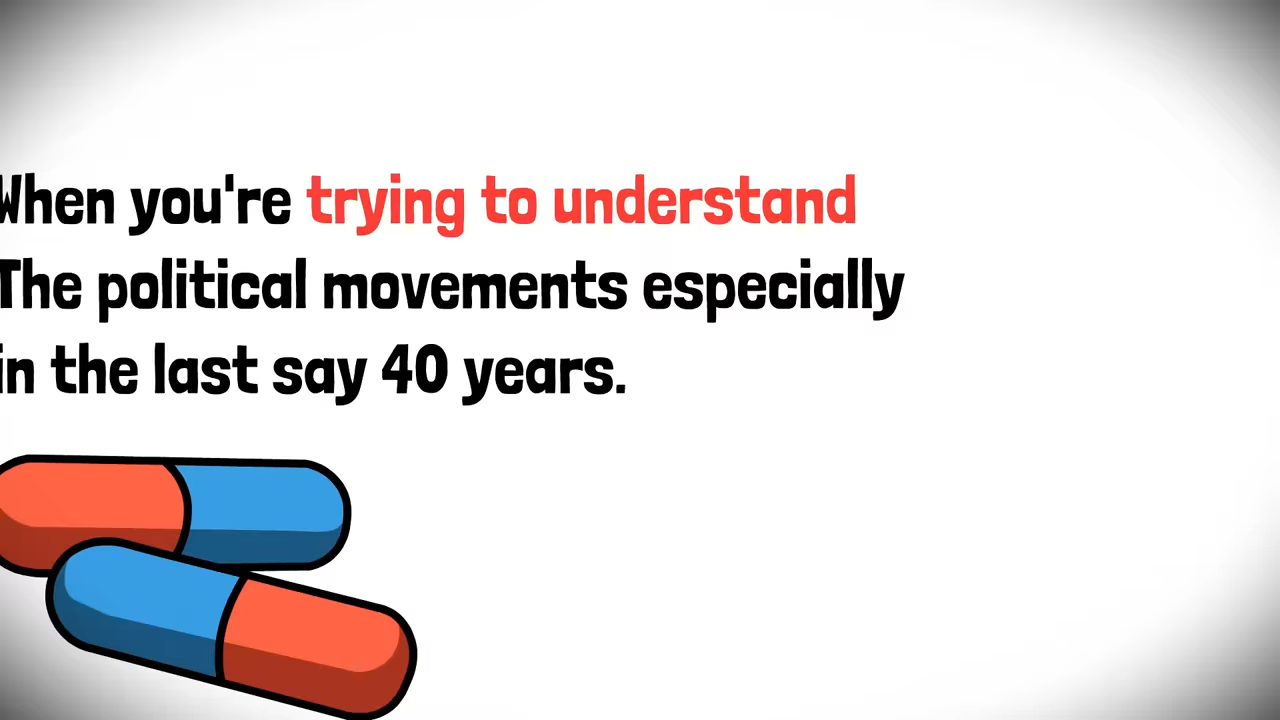 When you're trying to understand
The political movements especially
in the last say 40 years.